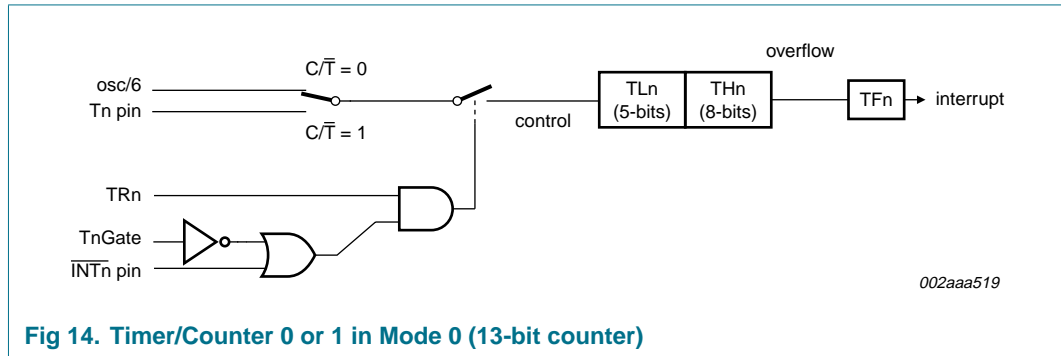 overflow
C/T̅ = 0
osc/6
Tn pin
C/T̅ = 1
TLn
(5-bits)
THn
(8-bits)
TFn
interrupt
control
TRn
TnGate
I̅N̅T̅n̅ pin
002aaa519
Fig 14. Timer/Counter 0 or 1 in Mode 0 (13-bit counter)